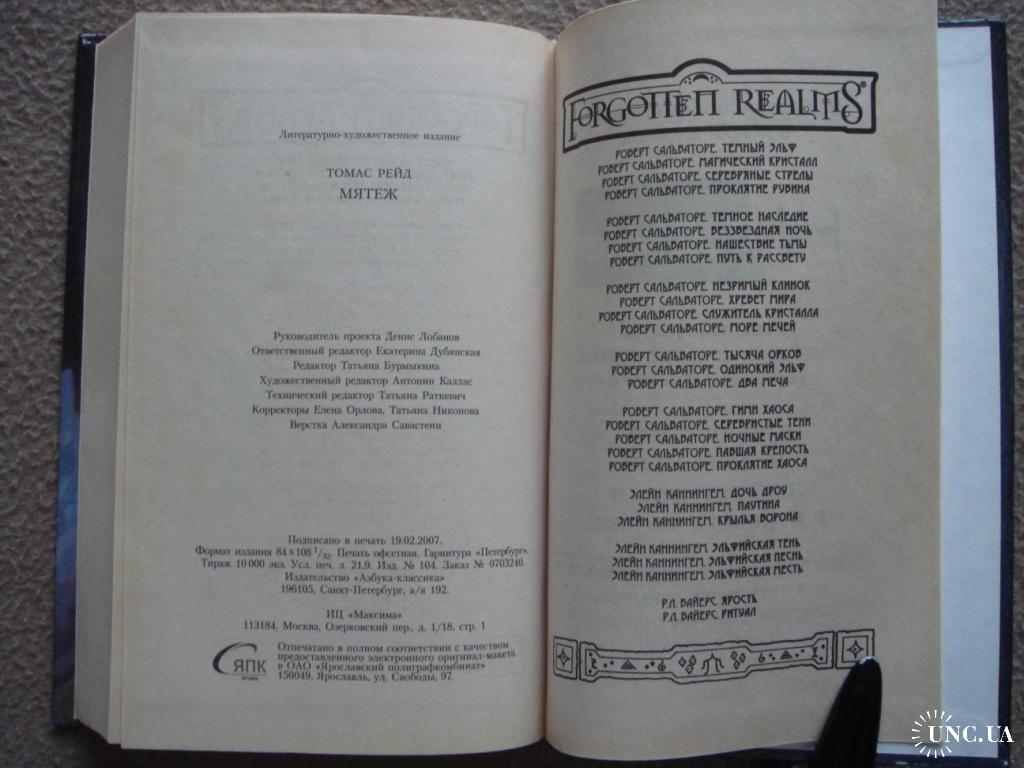 Литературно-художественное издание
ТОМАС РЕЙД
МЯТЕЖ
Руководитель проекта Денис Лобанов
Ответственный редактор Екатерина Дубянская
Редактор Татьяна Бурмыкина
Художественный редактор Антонин Каллас
Технический редактор Татьяна Раткевич
Корректоры Елена Орлова, Татьяна Никонова
Верстка Александра Савастени
Подписано в печать 19.02.2007.
Формат издания 84 х 108 1/32. Печать офсетная. Гарнитура «Петербург».
Тираж 10 000 экз. Усл. печ. л. 21,9. Изд. № 104. Заказ № 0703240.
Издательство «Азбука-классика»
196105, Санкт-Петербург, а/я 192.
ИЦ «Максима»
113184, Москва, Озерковский пер., д. 1/18, стр. 1
ЯПК
Отпечатано в полном соответствии с качеством
предоставленного электронного оригинал-макета
в ОАО «Ярославский полиграфкомбинат»
150049, Ярославль, ул. Свободы, 97.
FORGOTTEN REALMS®
РОБЕРТ САЛЬВАТОРЕ. ТЕМНЫЙ ЭЛЬФ
РОБЕРТ САЛЬВАТОРЕ. МАГИЧЕСКИЙ КРИСТАЛЛ
РОБЕРТ САЛЬВАТОРЕ. СЕРЕБРЯНЫЕ СТРЕЛЫ
РОБЕРТ САЛЬВАТОРЕ. ПРОКЛЯТИЕ РУБИНА
РОБЕРТ САЛЬВАТОРЕ. ТЕМНОЕ НАСЛЕДИЕ
РОБЕРТ САЛЬВАТОРЕ. БЕЗЗВЕЗДНАЯ НОЧЬ
РОБЕРТ САЛЬВАТОРЕ. НАШЕСТВИЕ ТЬМЫ
РОБЕРТ САЛЬВАТОРЕ. ПУТЬ К РАССВЕТУ
РОБЕРТ САЛЬВАТОРЕ. НЕЗРИМЫЙ КЛИНОК
РОБЕРТ САЛЬВАТОРЕ. ХРЕБЕТ МИРА
РОБЕРТ САЛЬВАТОРЕ. СЛУЖИТЕЛЬ КРИСТАЛЛА
РОБЕРТ САЛЬВАТОРЕ. МОРЕ МЕЧЕЙ
РОБЕРТ САЛЬВАТОРЕ. ТЫСЯЧА ОРКОВ
РОБЕРТ САЛЬВАТОРЕ. ОДИНОКИЙ ЭЛЬФ
РОБЕРТ САЛЬВАТОРЕ. ДВА МЕЧА
РОБЕРТ САЛЬВАТОРЕ. ГИМН ХАОСА
РОБЕРТ САЛЬВАТОРЕ. СЕРЕБРИСТЫЕ ТЕНИ
РОБЕРТ САЛЬВАТОРЕ. НОЧНЫЕ МАСКИ
РОБЕРТ САЛЬВАТОРЕ. ПАВШАЯ КРЕПОСТЬ
РОБЕРТ САЛЬВАТОРЕ. ПРОКЛЯТИЕ ХАОСА
ЭЛЕЙН КАННИНГЕМ. ДОЧЬ ДРОУ
ЭЛЕЙН КАННИНГЕМ. ПАУТИНА
ЭЛЕЙН КАННИНГЕМ. КРЫЛЬЯ ВОРОНА
ЭЛЕЙН КАННИНГЕМ. ЭЛЬФИЙСКАЯ ТЕНЬ
ЭЛЕЙН КАННИНГЕМ. ЭЛЬФИЙСКАЯ ПЕСНЬ
ЭЛЕЙН КАННИНГЕМ. ЭЛЬФИЙСКАЯ МЕСТЬ
Р.Л. БАЙЕРС. ЯРОСТЬ
Р.Л. БАЙЕРС. РИТУАЛ
UNC.UA